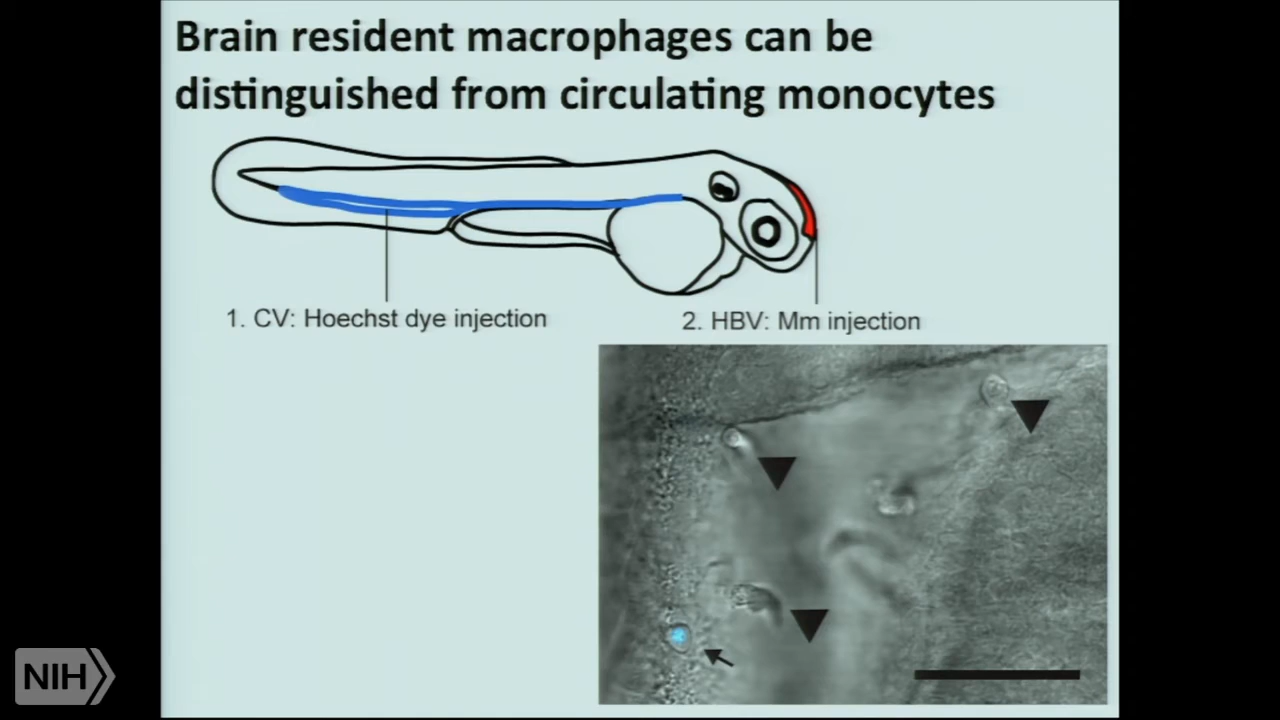 Brain resident macrophages can be
distinguished from circulating monocytes
1. CV: Hoechst dye injection
2. HBV: Mm injection
NIH